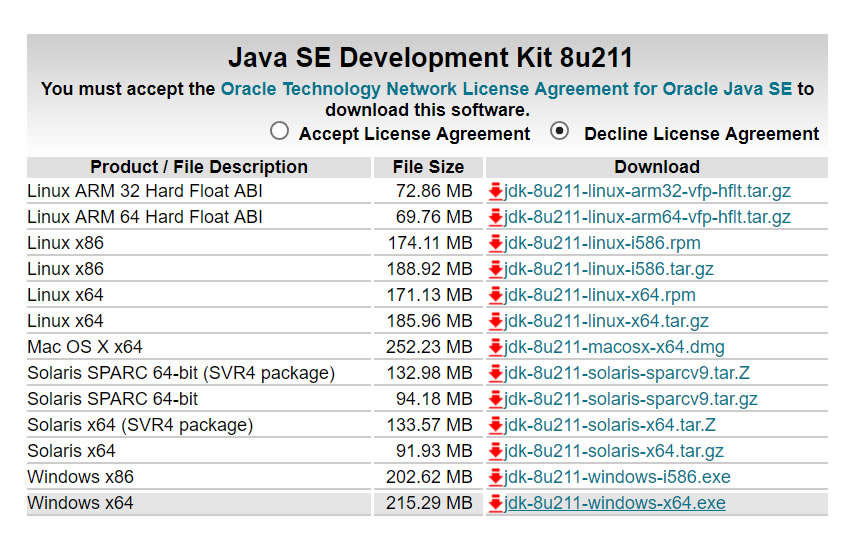 Java SE Development Kit 8u211
You must accept the Oracle Technology Network License Agreement for Oracle Java SE to
download this software.
Accept License Agreement Decline License Agreement
Product / File Description File Size Download
Linux ARM 32 Hard Float ABI 72.86 MB jdk-8u211-linux-arm32-vfp-hflt.tar.gz
Linux ARM 64 Hard Float ABI 69.76 MB jdk-8u211-linux-arm64-vfp-hflt.tar.gz
Linux x86 174.11 MB jdk-8u211-linux-i586.rpm
Linux x86 188.92 MB jdk-8u211-linux-i586.tar.gz
Linux x64 171.13 MB jdk-8u211-linux-x64.rpm
Linux x64 185.96 MB jdk-8u211-linux-x64.tar.gz
Mac OS X x64 252.23 MB jdk-8u211-macosx-x64.dmg
Solaris SPARC 64-bit (SVR4 package) 132.98 MB jdk-8u211-solaris-sparcv9.tar.Z
Solaris SPARC 64-bit 94.18 MB jdk-8u211-solaris-sparcv9.tar.gz
Solaris x64 (SVR4 package) 133.57 MB jdk-8u211-solaris-x64.tar.Z
Solaris x64 91.93 MB jdk-8u211-solaris-x64.tar.gz
Windows x86 202.62 MB jdk-8u211-windows-i586.exe
Windows x64 215.29 MB jdk-8u211-windows-x64.exe